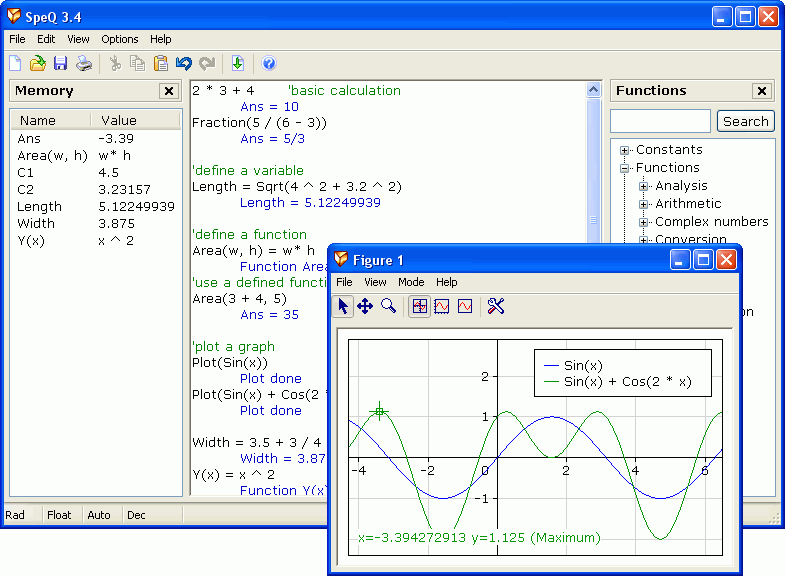 SpeQ 3.4
File Edit View Options Help
Memory
Name Value
Ans -3.39
Area(w, h) w* h
C1 4.5
C2 3.23157
Length 5.12249939
Width 3.875
Y(x) x ^ 2
2 * 3 + 4 'basic calculation
Ans = 10
Fraction(5 / (6 - 3))
Ans = 5/3
'define a variable
Length = Sqrt(4 ^ 2 + 3.2 ^ 2)
Length = 5.12249939
'define a function
Area(w, h) = w* h
Function Area
'use a defined functi
Area(3 + 4, 5)
Ans = 35
'plot a graph
Plot(Sin(x))
Plot done
Plot(Sin(x) + Cos(2 *
Plot done
Width = 3.5 + 3 / 4
Width = 3.87
Y(x) = x ^ 2
Function Y(x)
Functions
Search
Constants
Functions
Analysis
Arithmetic
Complex numbers
Conversion
on
Rad Float Auto Dec
Figure 1
File View Mode Help
Sin(x)
Sin(x) + Cos(2 * x)
2
1
-4 -2 0 2 4 6
-1
x=-3.394272913 y=1.125 (Maximum)